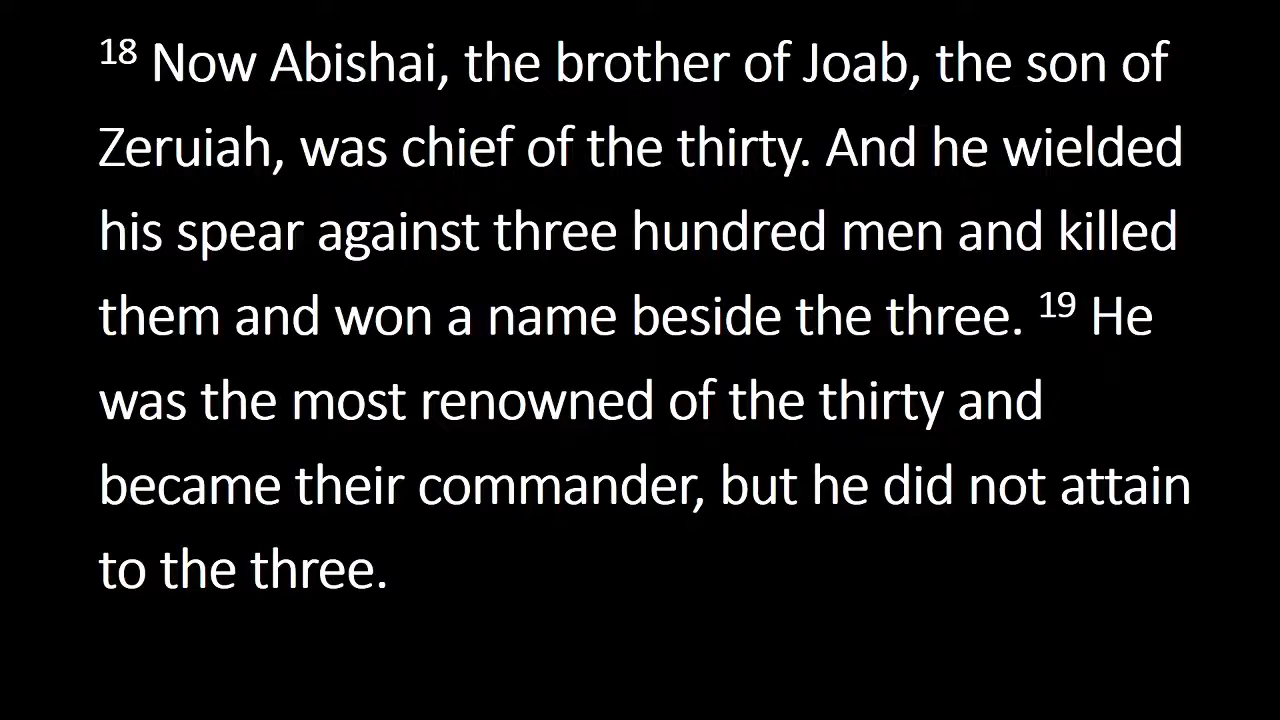 18 Now Abishai, the brother of Joab, the son of
Zeruiah, was chief of the thirty. And he wielded
his spear against three hundred men and killed
them and won a name beside the three. 19 He
was the most renowned of the thirty and
became their commander, but he did not attain
to the three.